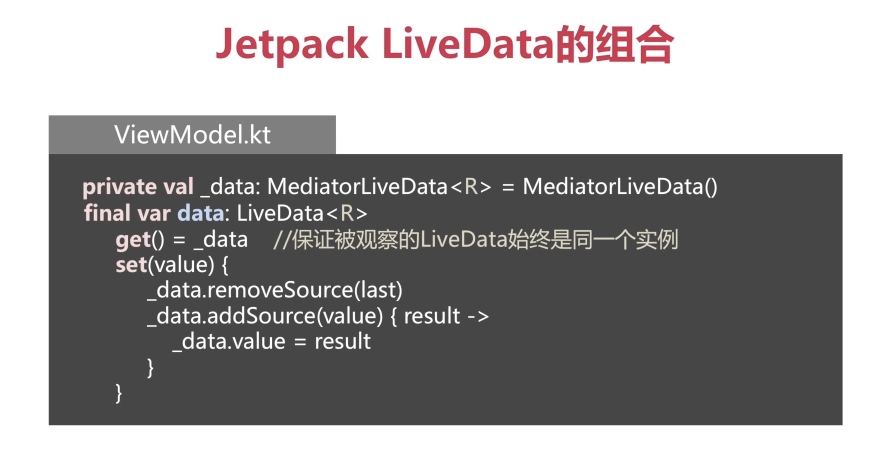 Jetpack LiveData的组合
ViewModel.kt
private val _data: MediatorLiveData<R> = MediatorLiveData()
final var data: LiveData<R>
get() = _data //保证被观察的LiveData始终是同一个实例
set(value) {
_data.removeSource(last)
_data.addSource(value) { result ->
_data.value = result
}
}